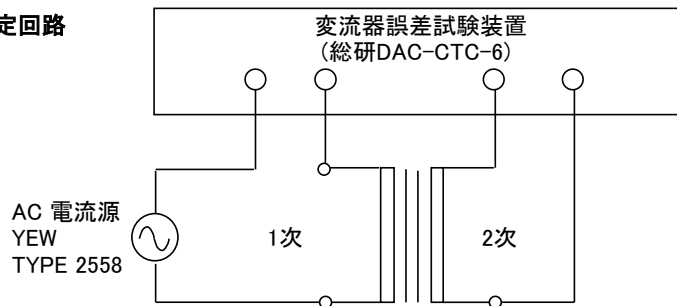 定回路
変流器誤差試験装置
(総研DAC-CTC-6)
AC 電流源
YEW
TYPE 2558
1次
2次